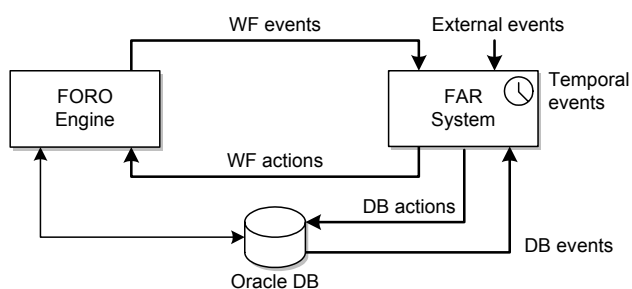 WF events
External events
FORO
Engine
FAR
System
Temporal
events
WF actions
DB actions
DB events
Oracle DB